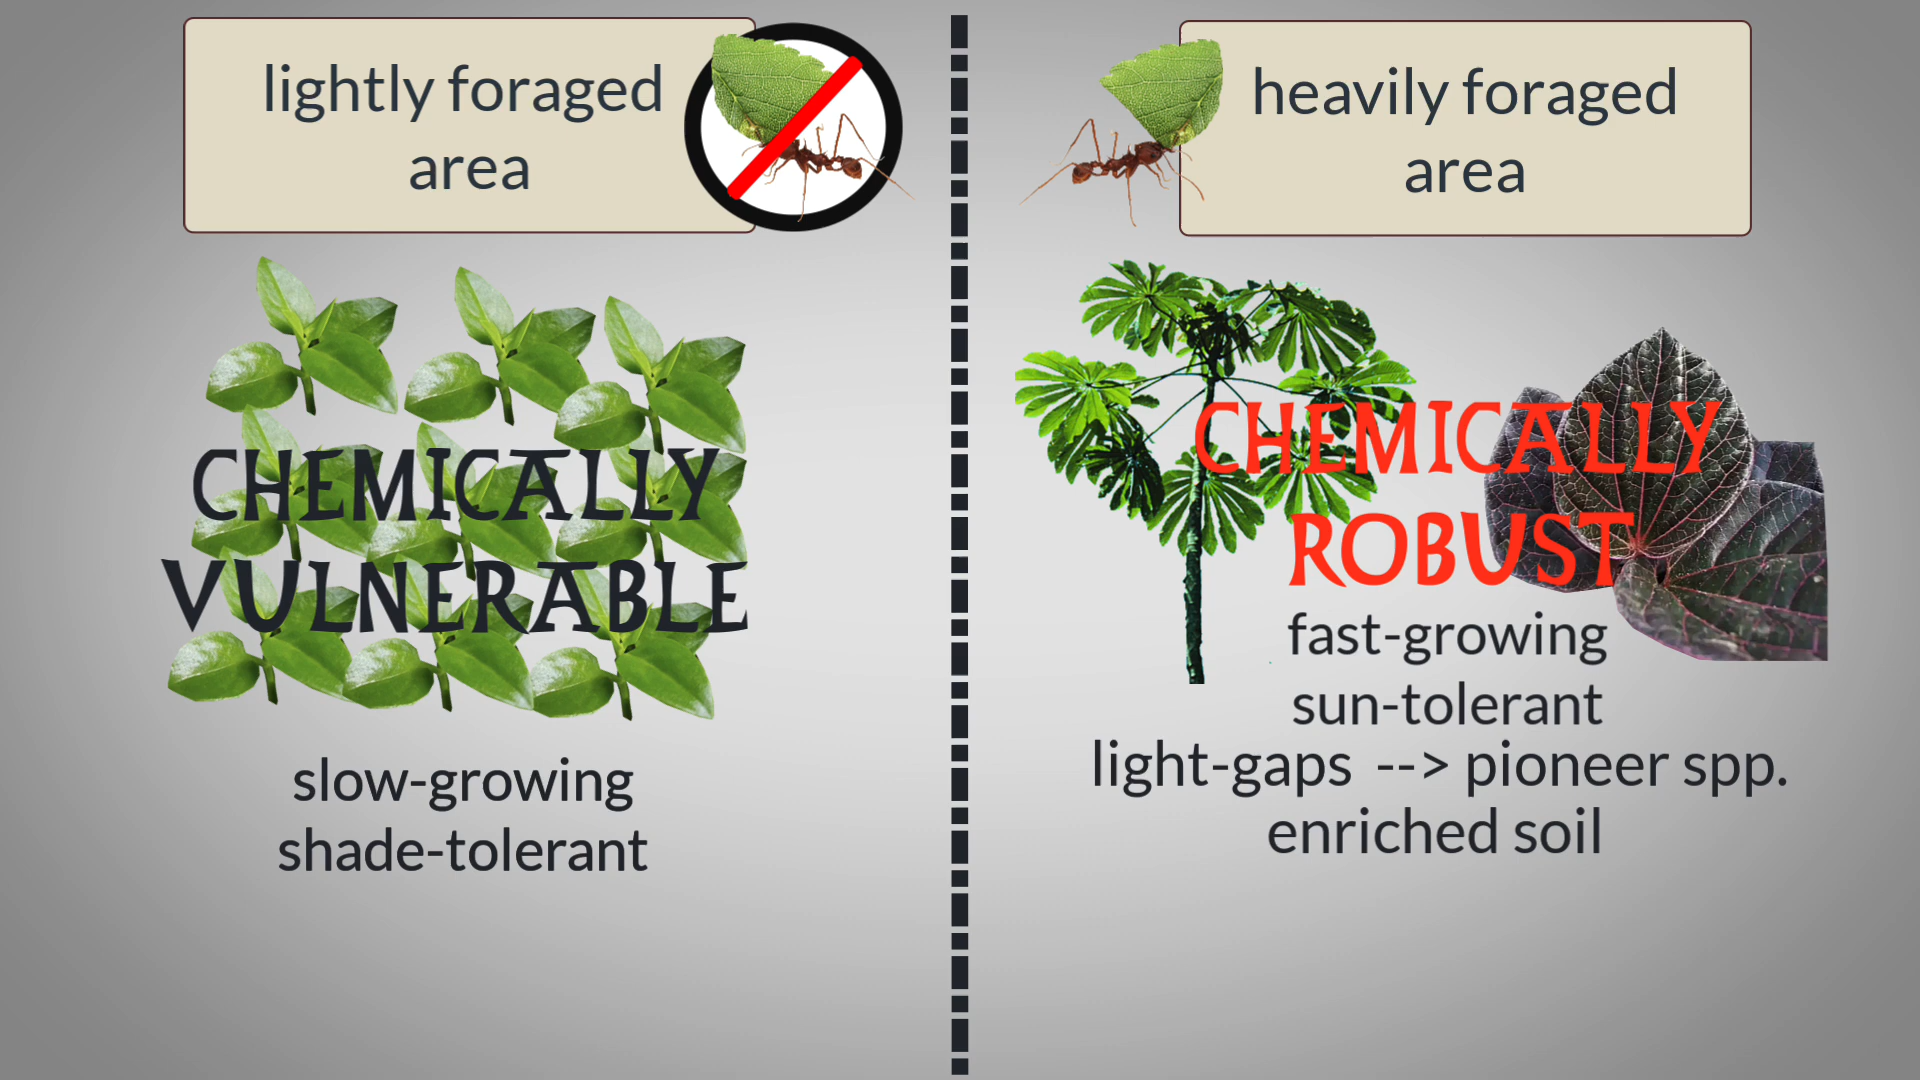 lightly foraged
area
CHEMICALLY
VULNERABLE
slow-growing
shade-tolerant
heavily foraged
area
CHEMICALLY
ROBUST
fast-growing
sun-tolerant
light-gaps --> pioneer spp.
enriched soil